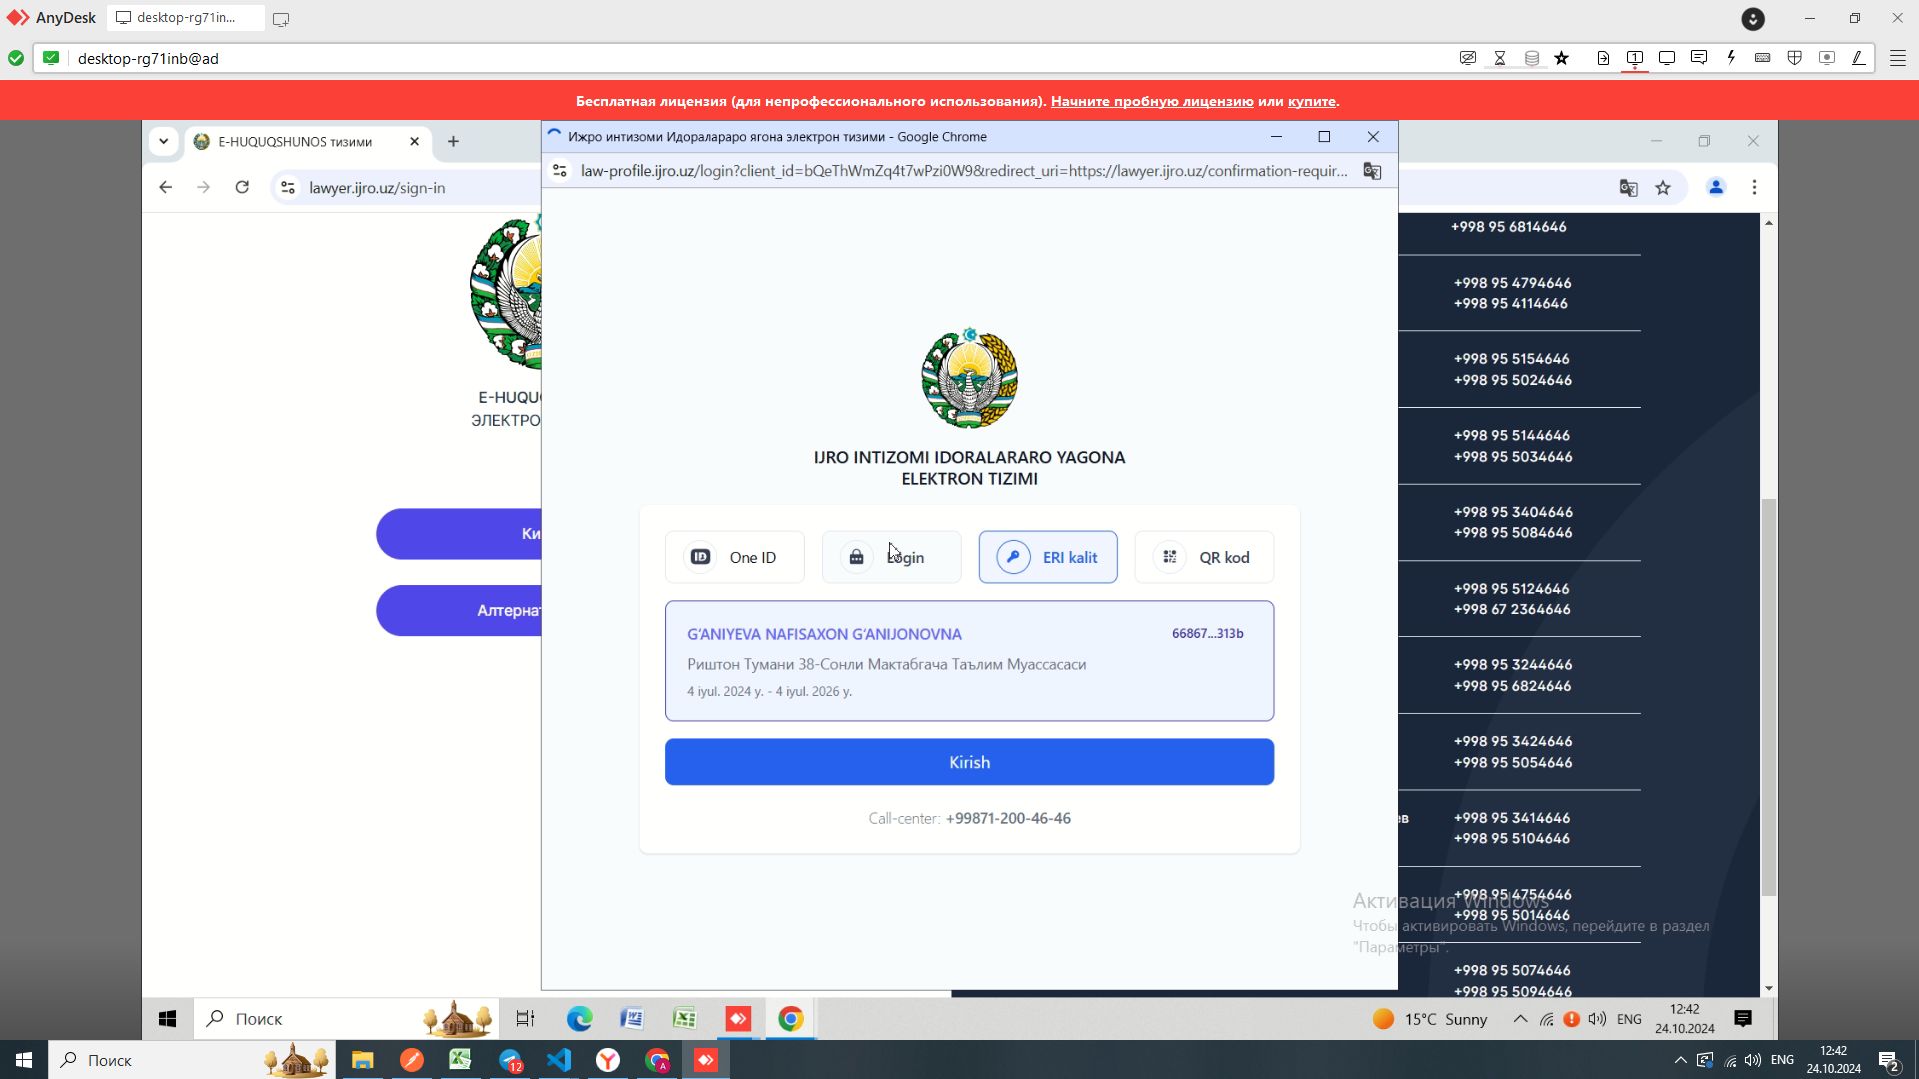 AnyDesk
desktop-rg71in...
desktop-rg71inb@ad
Бесплатная лицензия (для непрофессионального использования). Начните пробную лицензию или купите.
E-HUQUQSHUNOS тизими
lawyer.ijro.uz/sign-in
Ижро интизоми Идоралараро ягона электрон тизими - Google Chrome
law-profile.ijro.uz/login?client_id=bQeThWmZq4t7wPzi0W9&redirect_uri=https://lawyer.ijro.uz/confirmation-requir...
E-HUQU
ЭЛЕКТРО
Ки
Алтернат
IJRO INTIZOMI IDORALARARO YAGONA
ELEKTRON TIZIMI
One ID
Login
ERI kalit
QR kod
G‘ANIYEVA NAFISAXON G‘ANIJONOVNA
66867...313b
Риштон Тумани 38-Сонли Мактабгача Таълим Муассасаси
4 iyul. 2024 y. - 4 iyul. 2026 y.
Kirish
Call-center: +99871-200-46-46
+998 95 6814646
+998 95 4794646
+998 95 4114646
+998 95 5154646
+998 95 5024646
+998 95 5144646
+998 95 5034646
+998 95 3404646
+998 95 5084646
+998 95 5124646
+998 67 2364646
+998 95 3244646
+998 95 6824646
+998 95 3424646
+998 95 5054646
ев
+998 95 3414646
+998 95 5104646
+998 95 4754646
+998 95 5014646
+998 95 5074646
+998 95 5094646
Активация Windows
Чтобы активировать Windows, перейдите в раздел
"Параметры".
Поиск
15°C Sunny
ENG
12:42
24.10.2024
Поиск
12
ENG
12:42
24.10.2024
2